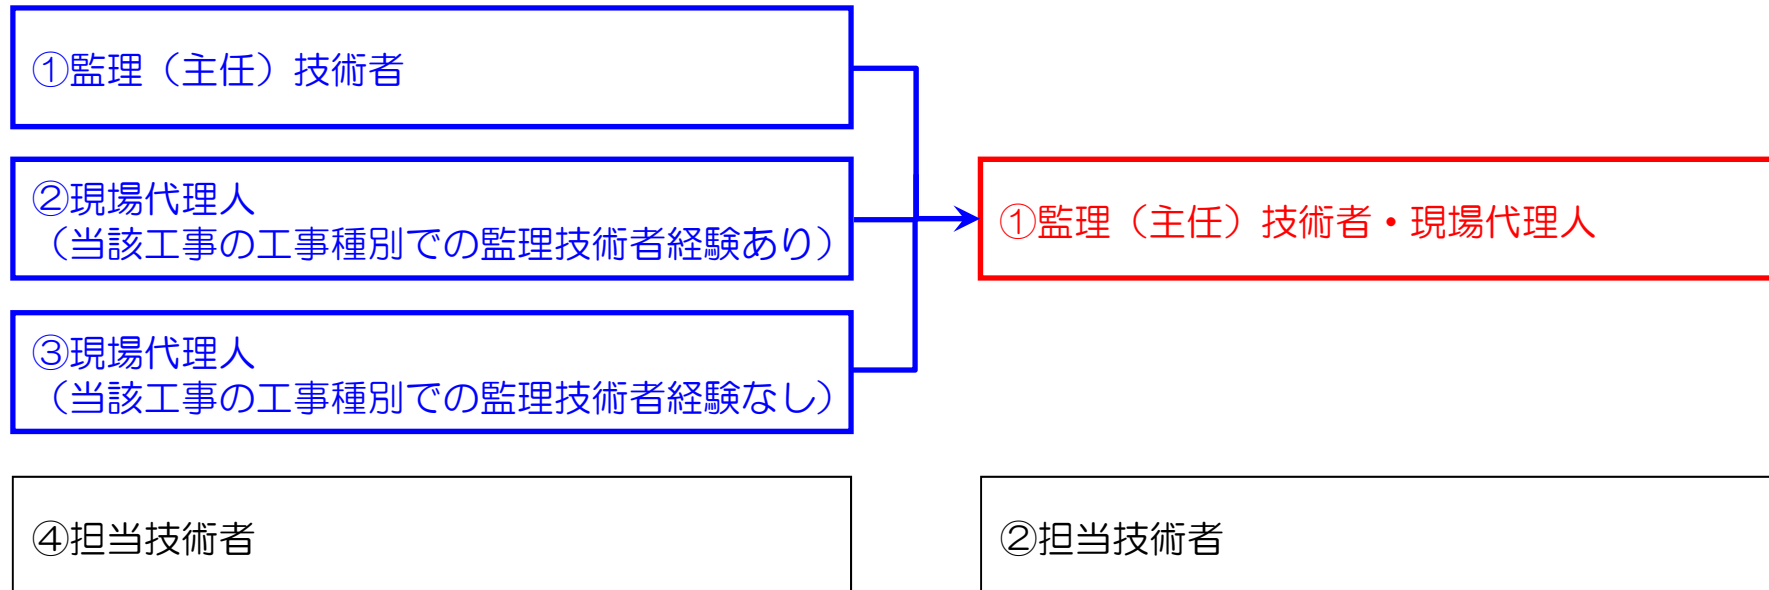 ①監理（主任）技術者
②現場代理人
（当該工事の工事種別での監理技術者経験あり）
③現場代理人
（当該工事の工事種別での監理技術者経験なし）
④担当技術者
①監理（主任）技術者・現場代理人
②担当技術者